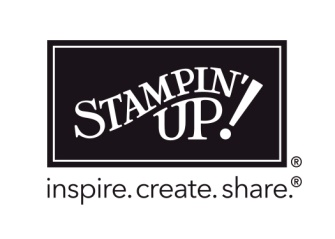 STAMPIN'
UP!
®
inspire. create. share.®